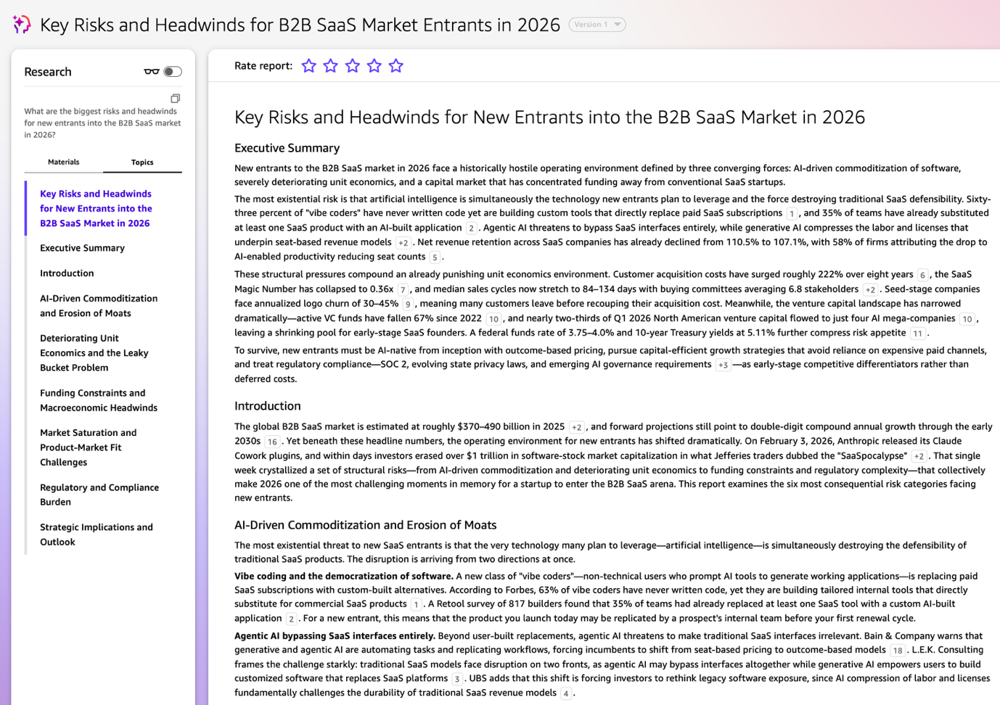 Key Risks and Headwinds for B2B SaaS Market Entrants in 2026
Version 1
Research
What are the biggest risks and headwinds
for new entrants into the B2B SaaS market
in 2026?
Materials
Topics
Key Risks and Headwinds
for New Entrants into the
B2B SaaS Market in 2026
Executive Summary
Introduction
AI-Driven Commoditization
and Erosion of Moats
Deteriorating Unit
Economics and the Leaky
Bucket Problem
Funding Constraints and
Macroeconomic Headwinds
Market Saturation and
Product-Market Fit
Challenges
Regulatory and Compliance
Burden
Strategic Implications and
Outlook
Rate report:
Key Risks and Headwinds for New Entrants into the B2B SaaS Market in 2026
Executive Summary
New entrants to the B2B SaaS market in 2026 face a historically hostile operating environment defined by three converging forces: AI-driven commoditization of software,
severely deteriorating unit economics, and a capital market that has concentrated funding away from conventional SaaS startups.
The most existential risk is that artificial intelligence is simultaneously the technology new entrants plan to leverage and the force destroying traditional SaaS defensibility. Sixty-
three percent of "vibe coders" have never written code yet are building custom tools that directly replace paid SaaS subscriptions 1 , and 35% of teams have already substituted
at least one SaaS product with an AI-built application 2 . Agentic AI threatens to bypass SaaS interfaces entirely, while generative AI compresses the labor and licenses that
underpin seat-based revenue models +2 . Net revenue retention across SaaS companies has already declined from 110.5% to 107.1%, with 58% of firms attributing the drop to
AI-enabled productivity reducing seat counts 5 .
These structural pressures compound an already punishing unit economics environment. Customer acquisition costs have surged roughly 222% over eight years 6 , the SaaS
Magic Number has collapsed to 0.36x 7 , and median sales cycles now stretch to 84–134 days with buying committees averaging 6.8 stakeholders +2 . Seed-stage companies
face annualized logo churn of 30–45% 9 , meaning many customers leave before recouping their acquisition cost. Meanwhile, the venture capital landscape has narrowed
dramatically—active VC funds have fallen 67% since 2022 10 , and nearly two-thirds of Q1 2026 North American venture capital flowed to just four AI mega-companies 10 ,
leaving a shrinking pool for early-stage SaaS founders. A federal funds rate of 3.75–4.0% and 10-year Treasury yields at 5.11% further compress risk appetite 11 .
To survive, new entrants must be AI-native from inception with outcome-based pricing, pursue capital-efficient growth strategies that avoid reliance on expensive paid channels,
and treat regulatory compliance—SOC 2, evolving state privacy laws, and emerging AI governance requirements +3 —as early-stage competitive differentiators rather than
deferred costs.
Introduction
The global B2B SaaS market is estimated at roughly $370–490 billion in 2025 +2 , and forward projections still point to double-digit compound annual growth through the early
2030s 16 . Yet beneath these headline numbers, the operating environment for new entrants has shifted dramatically. On February 3, 2026, Anthropic released its Claude
Cowork plugins, and within days investors erased over $1 trillion in software-stock market capitalization in what Jefferies traders dubbed the "SaaSpocalypse" +2 . That single
week crystallized a set of structural risks—from AI-driven commoditization and deteriorating unit economics to funding constraints and regulatory complexity—that collectively
make 2026 one of the most challenging moments in memory for a startup to enter the B2B SaaS arena. This report examines the six most consequential risk categories facing
new entrants.
AI-Driven Commoditization and Erosion of Moats
The most existential threat to new SaaS entrants is that the very technology many plan to leverage—artificial intelligence—is simultaneously destroying the defensibility of
traditional SaaS products. The disruption is arriving from two directions at once.
Vibe coding and the democratization of software. A new class of "vibe coders"—non-technical users who prompt AI tools to generate working applications—is replacing paid
SaaS subscriptions with custom-built alternatives. According to Forbes, 63% of vibe coders have never written code, yet they are building tailored internal tools that directly
substitute for commercial SaaS products 1 . A Retool survey of 817 builders found that 35% of teams had already replaced at least one SaaS tool with a custom AI-built
application 2 . For a new entrant, this means that the product you launch today may be replicated by a prospect's internal team before your first renewal cycle.
Agentic AI bypassing SaaS interfaces entirely. Beyond user-built replacements, agentic AI threatens to make traditional SaaS interfaces irrelevant. Bain & Company warns that
generative and agentic AI are automating tasks and replicating workflows, forcing incumbents to shift from seat-based pricing to outcome-based models 18 . L.E.K. Consulting
frames the challenge starkly: traditional SaaS models face disruption on two fronts, as agentic AI may bypass interfaces altogether while generative AI empowers users to build
customized software that replaces SaaS platforms 3 . UBS adds that this shift is forcing investors to rethink legacy software exposure, since AI compression of labor and licenses
fundamentally challenges the durability of traditional SaaS revenue models 4 .